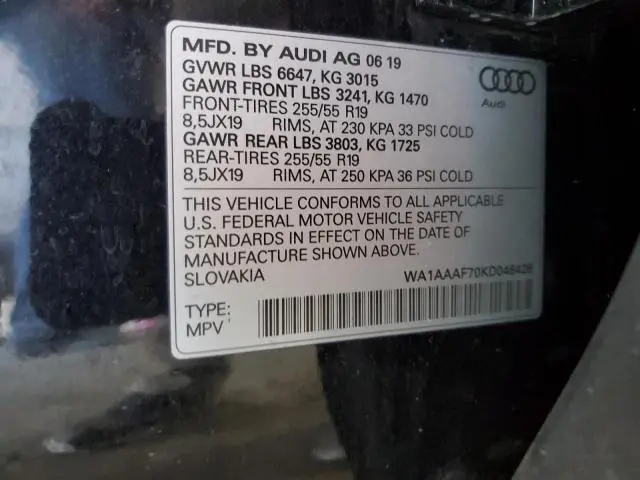 MFD. BY AUDI AG 06 19
GVWR LBS 6647, KG 3015
GAWR FRONT LBS 3241, KG 1470
FRONT-TIRES 255/55 R19
8,5JX19 RIMS, AT 230 KPA 33 PSI COLD
GAWR REAR LBS 3803, KG 1725
REAR-TIRES 255/55 R19
8,5JX19 RIMS, AT 250 KPA 36 PSI COLD
Audi
THIS VEHICLE CONFORMS TO ALL APPLICABLE
U.S. FEDERAL MOTOR VEHICLE SAFETY
STANDARDS IN EFFECT ON THE DATE OF
MANUFACTURE SHOWN ABOVE.
SLOVAKIA
TYPE:
MPV